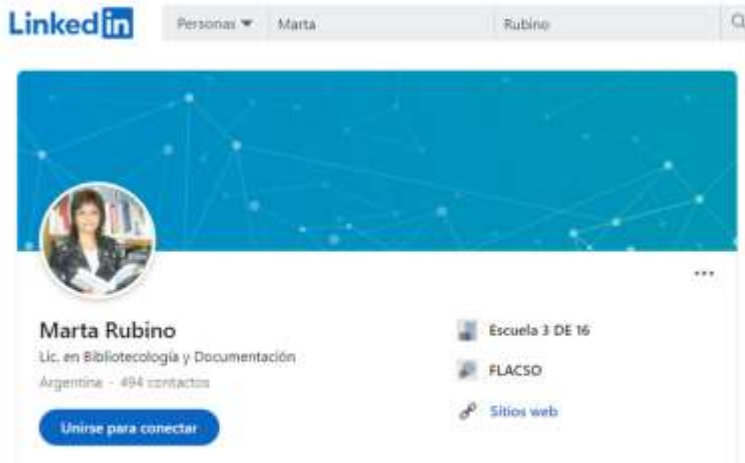 LinkedIn Personas Marta Rubino
Marta Rubino
Lic. en Bibliotecología y Documentación
Argentina · 494 contactos
Unirse para conectar
Escuela 3 DE 16
FLACSO
Sitios web